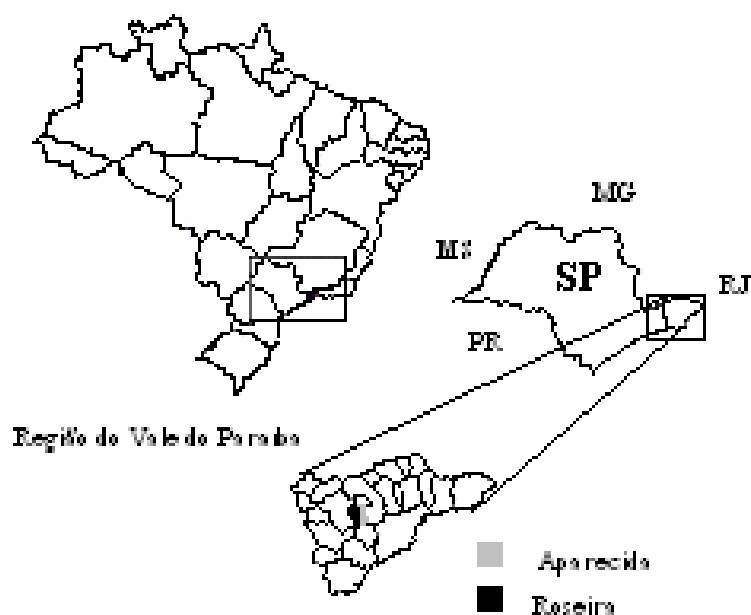 MG
MS
SP
RJ
PR
Região do Vale do Paraíba
Aparecida
Roseira